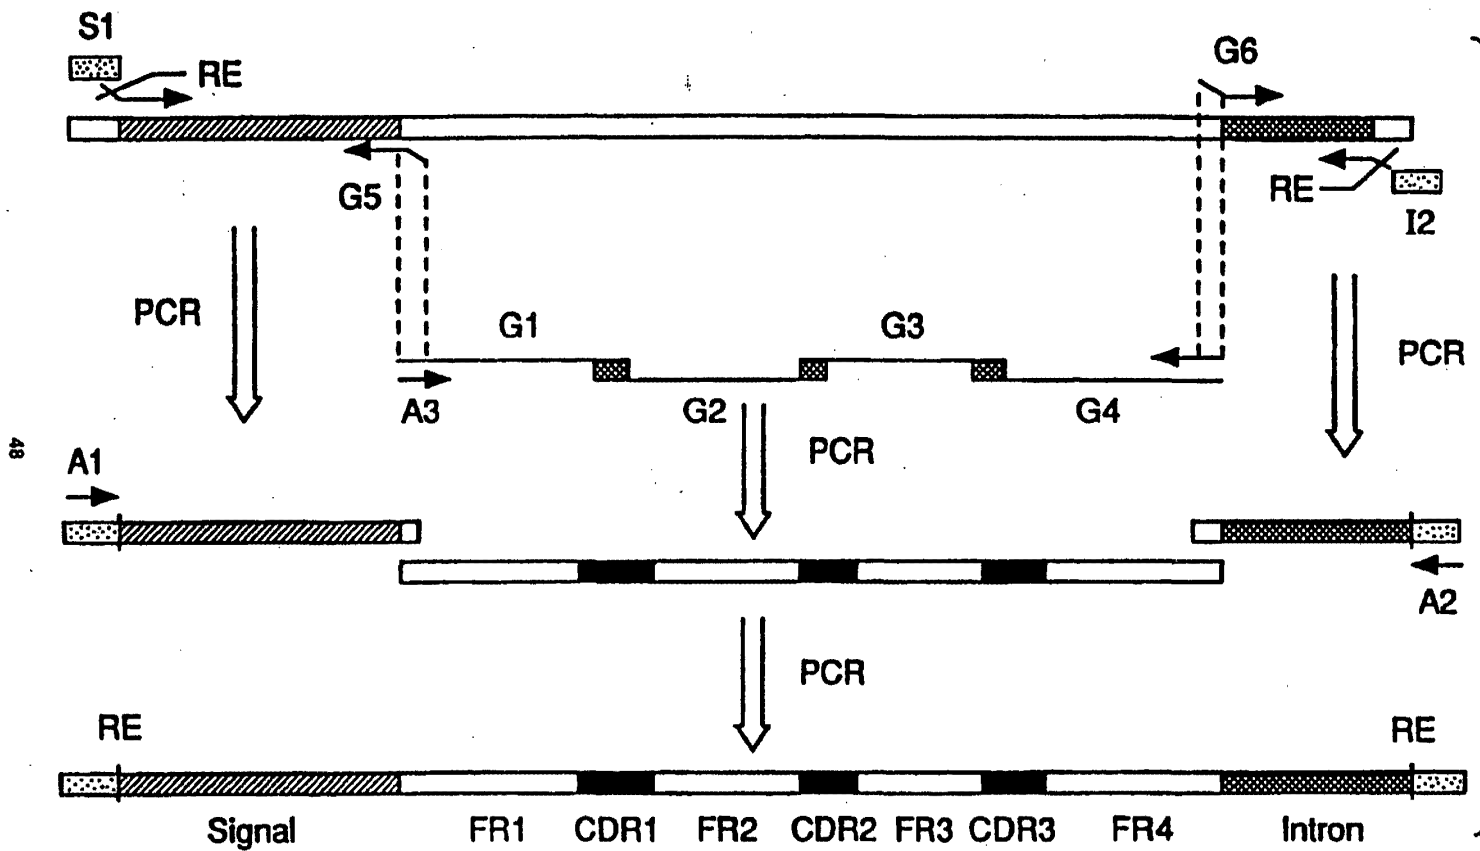 S1
RE
G6
G5
RE
I2
PCR
G1
G3
PCR
A3
G2
G4
PCR
48
A1
A2
PCR
RE
RE
Signal
FR1
CDR1
FR2
CDR2
FR3
CDR3
FR4
Intron